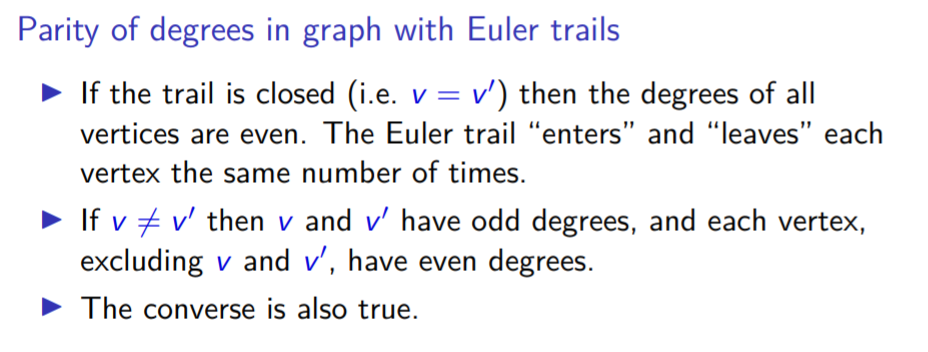 Parity of degrees in graph with Euler trails
▶ If the trail is closed (i.e. v = v′) then the degrees of all
vertices are even. The Euler trail “enters” and “leaves” each
vertex the same number of times.
▶ If v ≠ v′ then v and v′ have odd degrees, and each vertex,
excluding v and v′, have even degrees.
▶ The converse is also true.